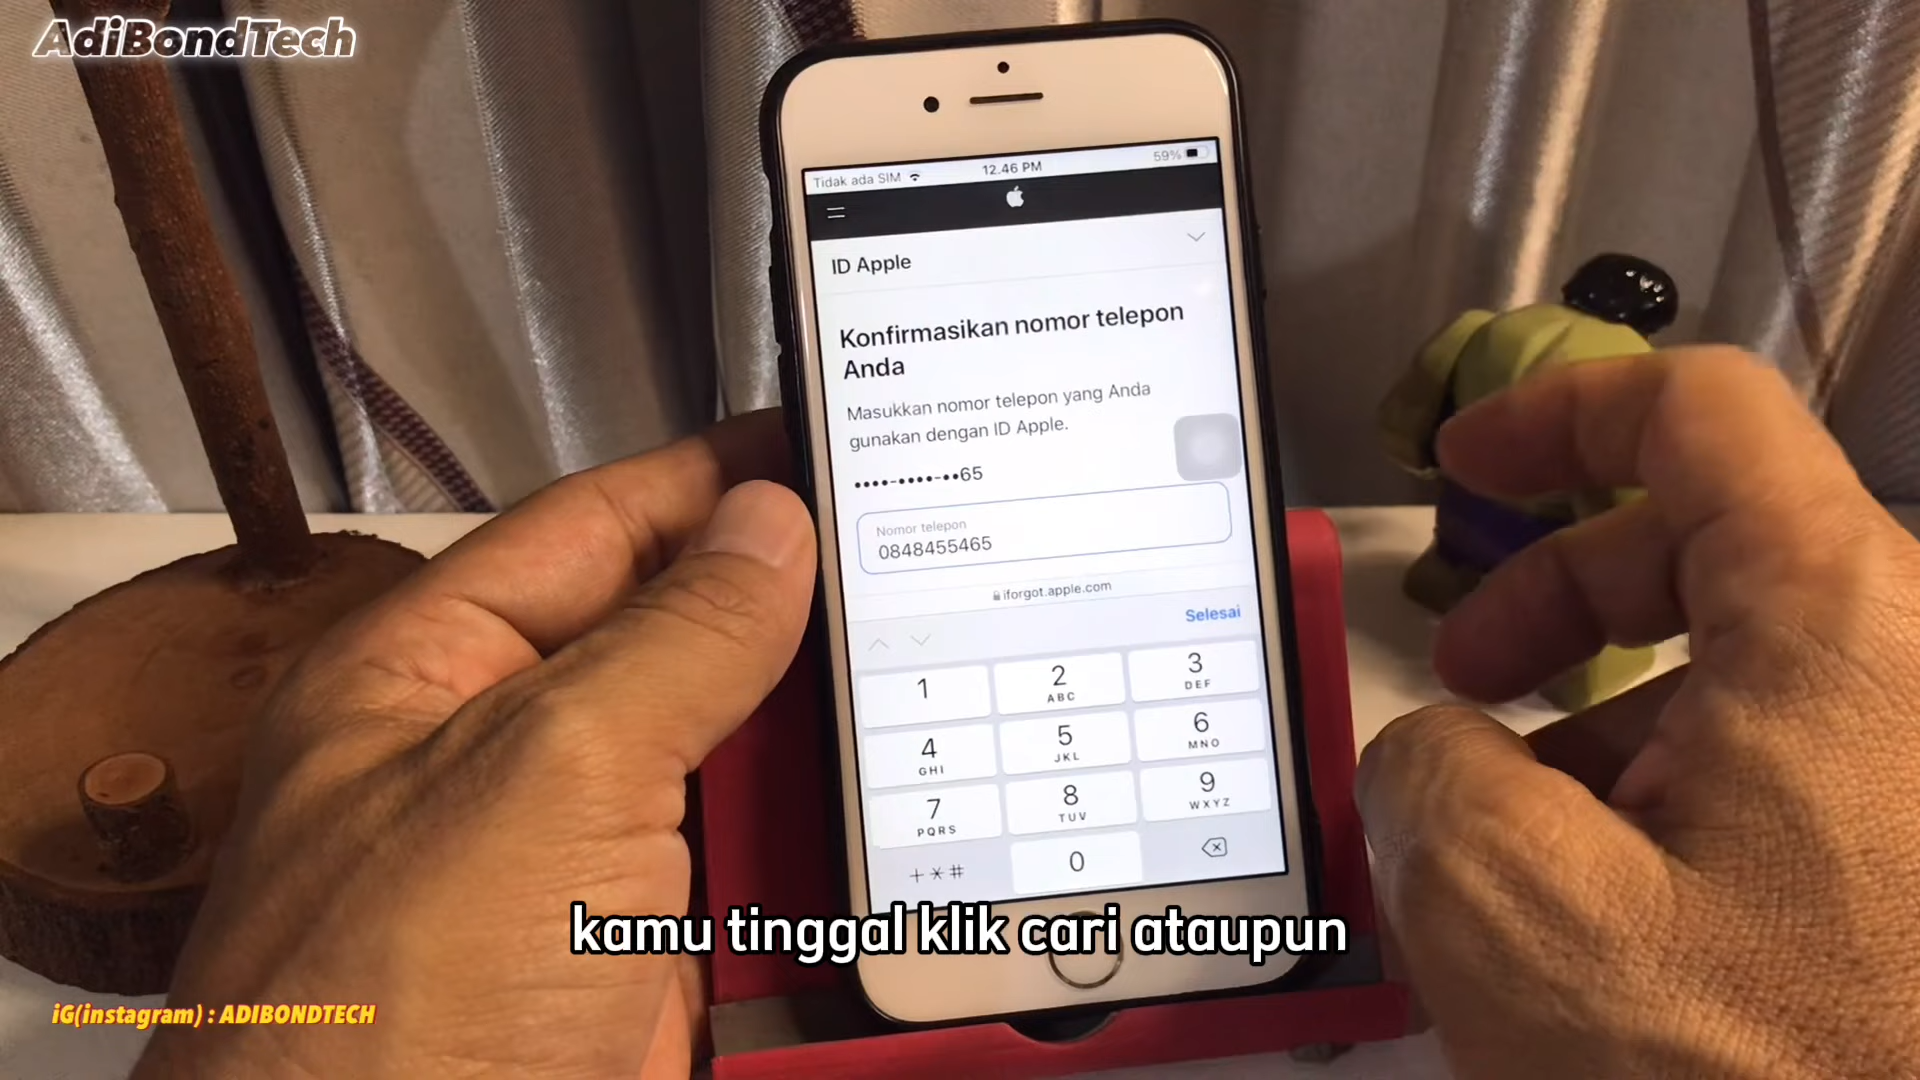 AdiBondTech
Tidak ada SIM
12.46 PM
59%
ID Apple
Konfirmasikan nomor telepon
Anda
Masukkan nomor telepon yang Anda
gunakan dengan ID Apple.
••••-••••-••65
Nomor telepon
0848455465
iforgot.apple.com
Selesai
1
2
ABC
3
DEF
4
GHI
5
JKL
6
MNO
7
PQRS
8
TUV
9
WXYZ
+*#
0
kamu tinggal klik cari ataupun
iG(instagram) : ADIBONDTECH